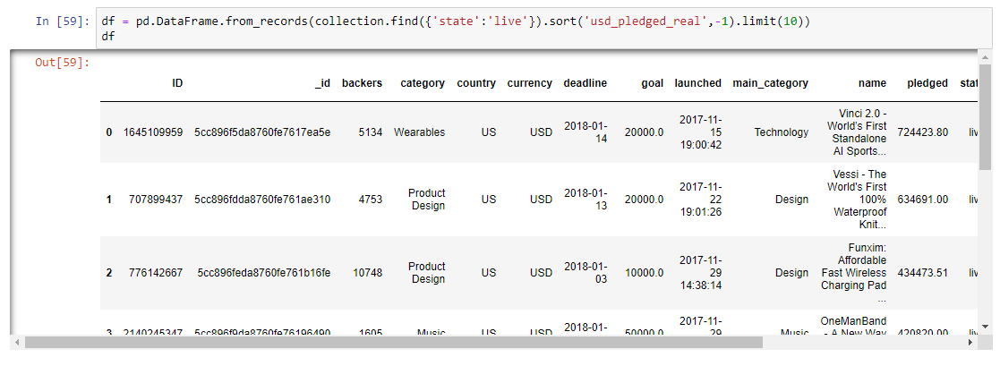 In [59]: df = pd.DataFrame.from_records(collection.find({'state':'live'}).sort('usd_pledged_real',-1).limit(10))
df
Out[59]:
ID _id backers category country currency deadline goal launched main_category name pledged stat
0 1645109959 5cc896f5da8760fe7617ea5e 5134 Wearables US USD 2018-01-14 20000.0 2017-11-15 19:00:42 Technology Vinci 2.0 - World's First Standalone AI Sports... 724423.80 liv
1 707899437 5cc896fdda8760fe761ae310 4753 Product Design US USD 2018-01-13 20000.0 2017-11-22 19:01:26 Design Vessi - The World's First 100% Waterproof Knit... 634691.00 liv
2 776142667 5cc896feda8760fe761b16fe 10748 Product Design US USD 2018-01-03 10000.0 2017-11-29 14:38:14 Design Funxim: Affordable Fast Wireless Charging Pad ... 434473.51 liv
3 2140245347 5cc896f9da8760fe76196490 1605 Music US USD 2018-01- 50000.0 2017-11-29 Music OneManBand - A New Way 420820.00 liv